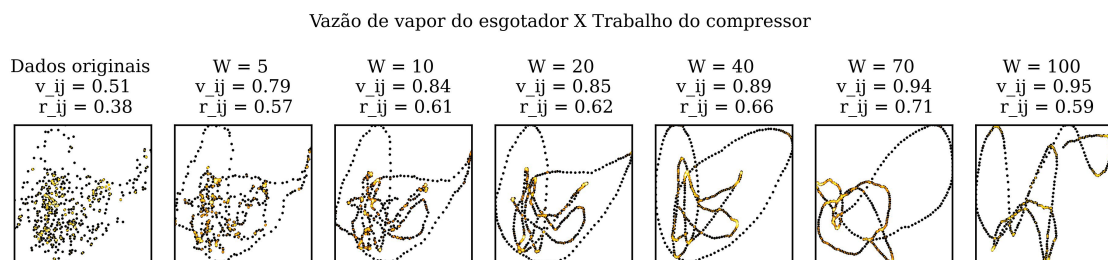 Vazão de vapor do esgotador X Trabalho do compressor
Dados originais
v_ij = 0.51
r_ij = 0.38
W = 5
v_ij = 0.79
r_ij = 0.57
W = 10
v_ij = 0.84
r_ij = 0.61
W = 20
v_ij = 0.85
r_ij = 0.62
W = 40
v_ij = 0.89
r_ij = 0.66
W = 70
v_ij = 0.94
r_ij = 0.71
W = 100
v_ij = 0.95
r_ij = 0.59